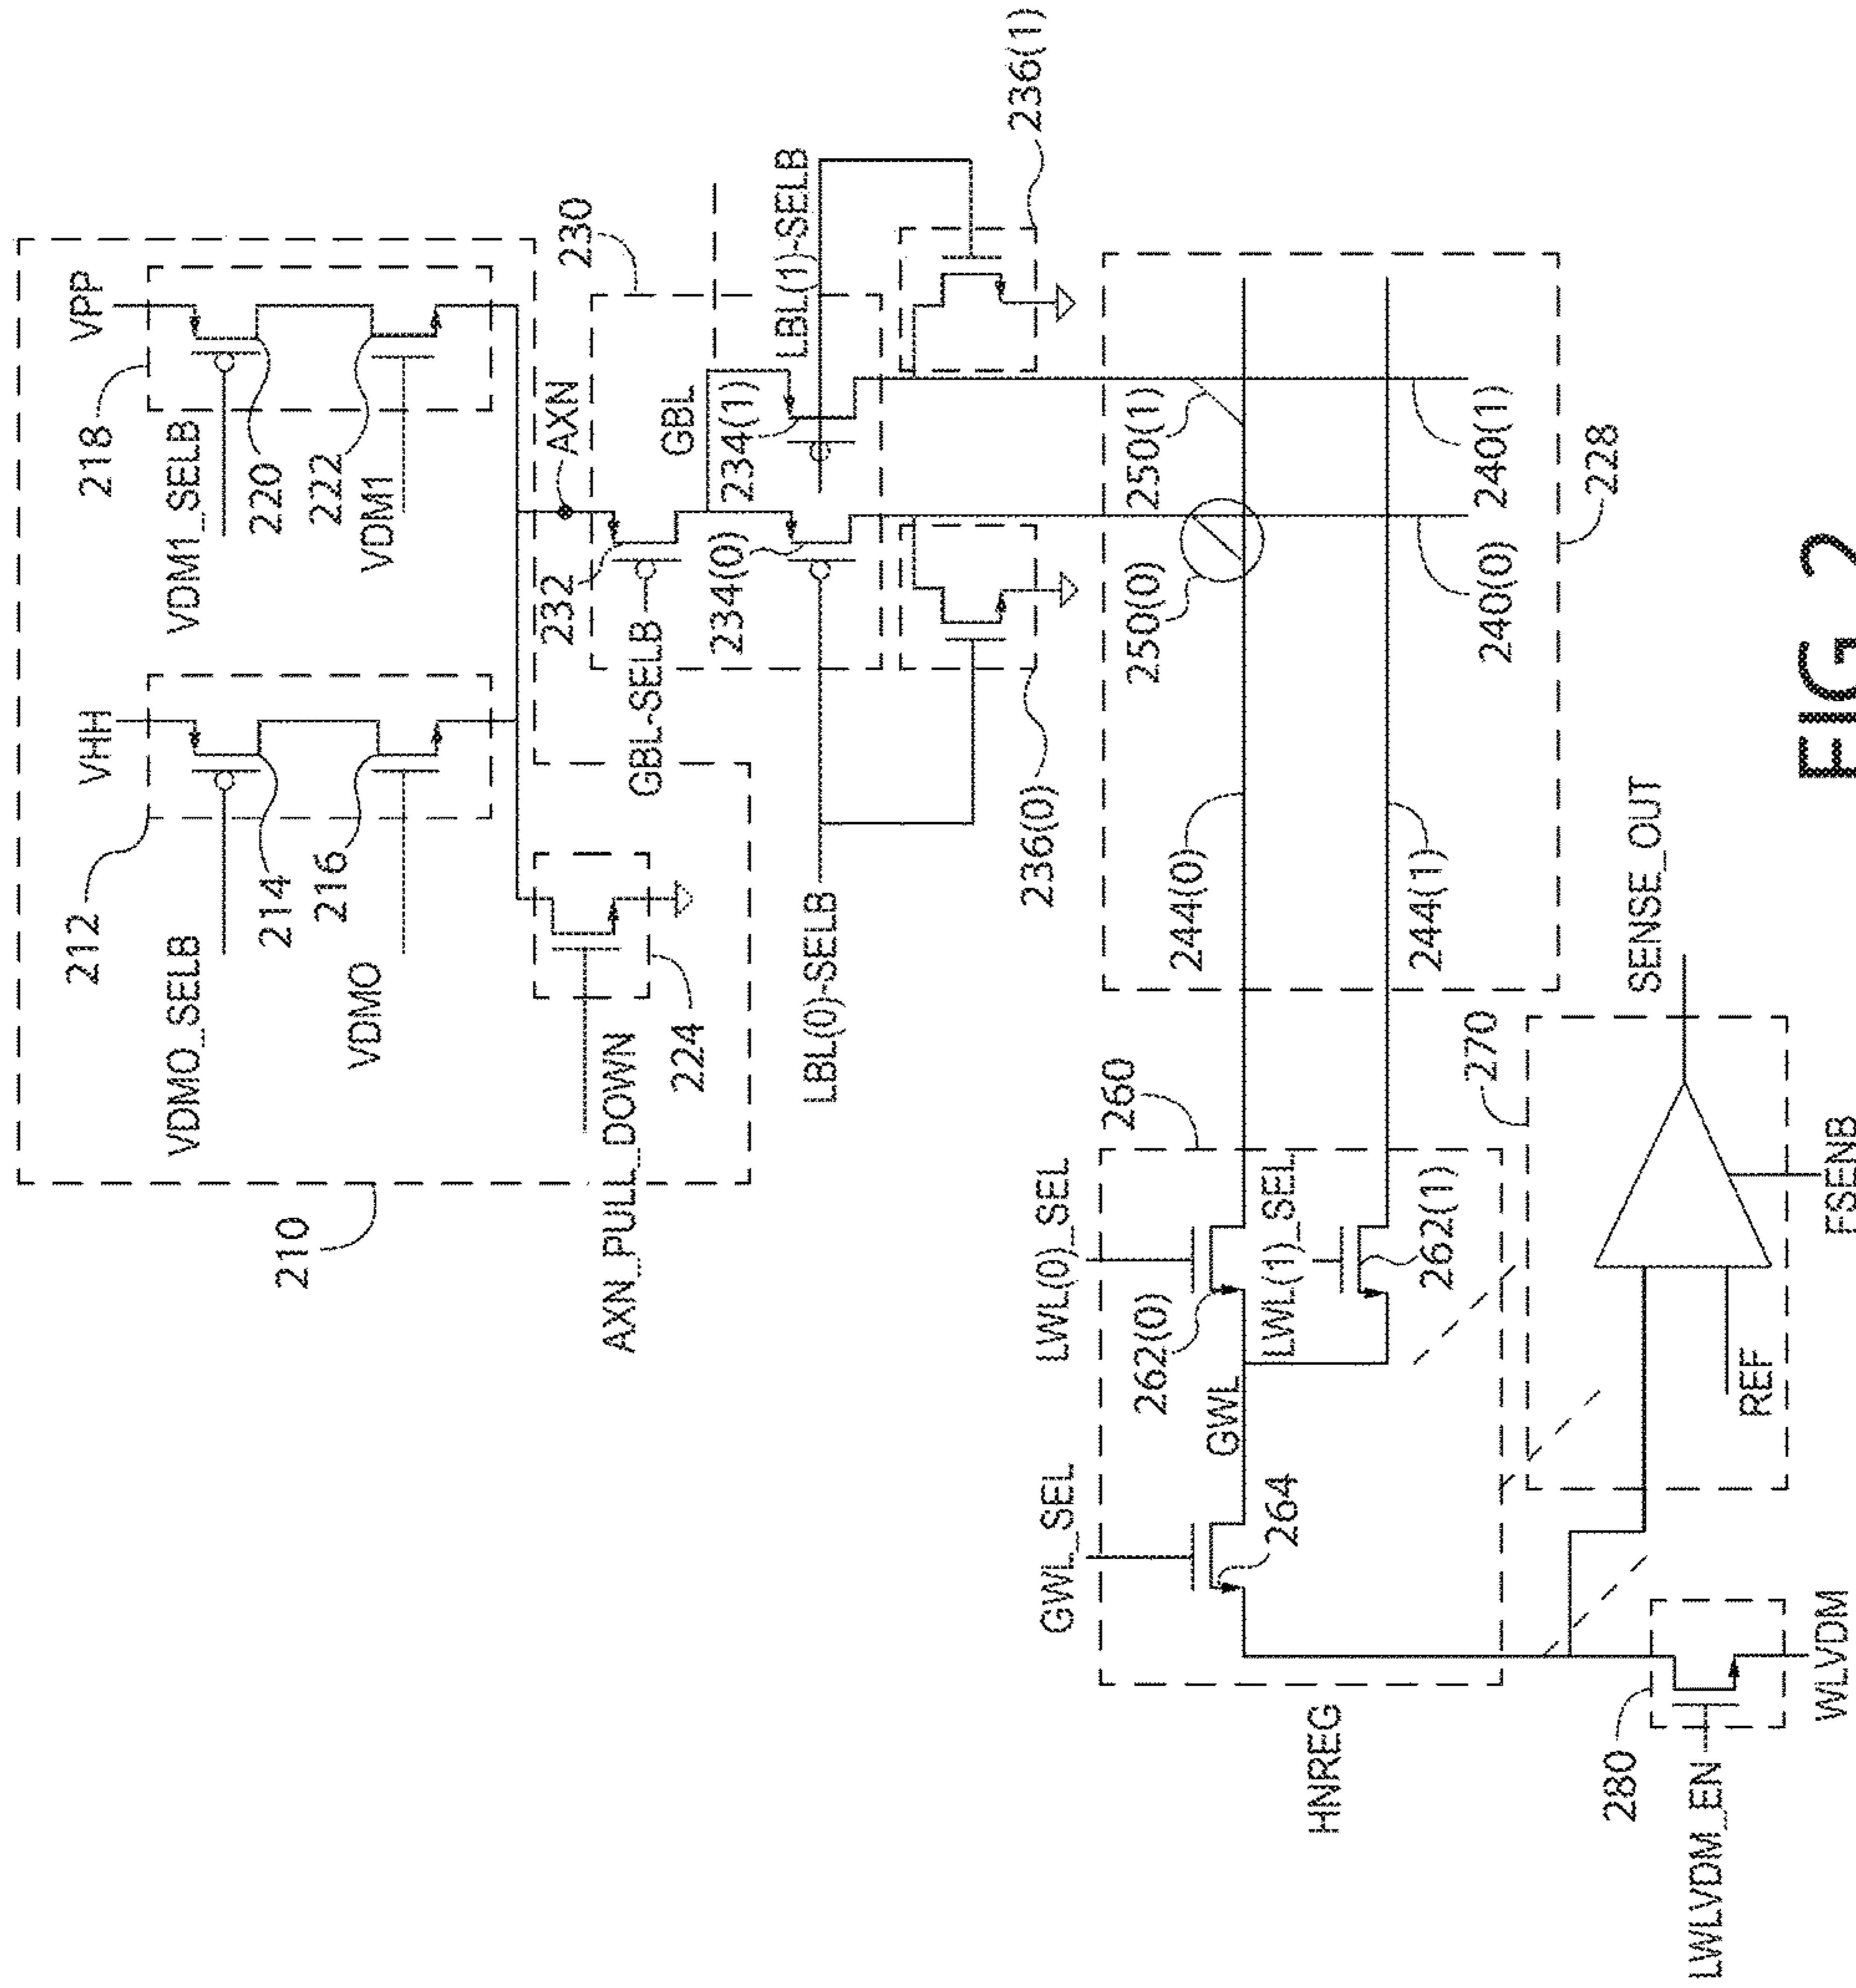 VHH
VPP
212
218
VDMO_SELB
VDM1_SELB
214
220
216
222
VDMO
VDM1
210
224
AXN_PULL_DOWN
232
AXN
230
GBL-SELB
GBL
234(0)
234(1)
LBL(0)-SELB
LBL(1)-SELB
236(0)
236(1)
GWL_SEL
LWL(0)_SEL
260
250(0)
250(1)
244(0)
262(0)
GWL
LWL(1)_SEL
264
262(1)
244(1)
240(0)
240(1)
228
HNREG
270
SENSE_OUT
280
REF
LWLVDM_EN
WLVDM
FSENB
FIG 2